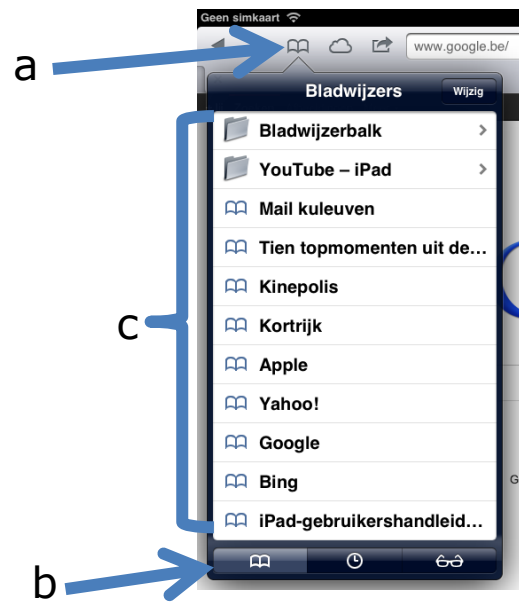 Geen simkaart
a
www.google.be/
Bladwijzers
Wijzig
Bladwijzerbalk
YouTube – iPad
Mail kuleuven
Tien topmomenten uit de...
Kinepolis
c
Kortrijk
Apple
Yahoo!
Google
Bing
G
iPad-gebruikershandleid...
b